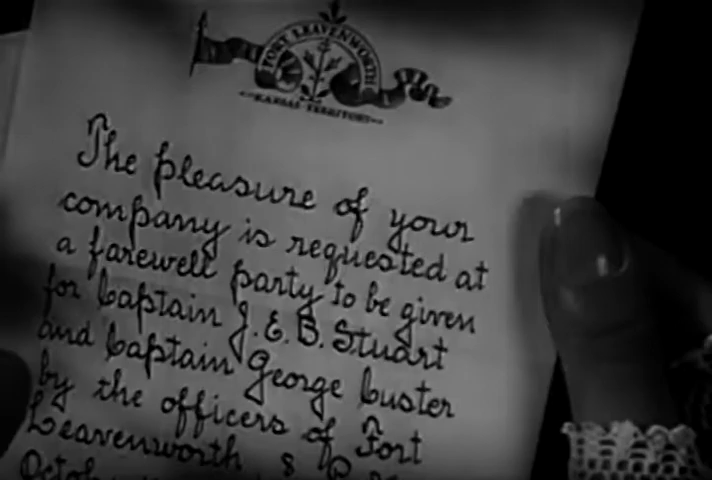 FORT LEAVENWORTH
KANSAS TERRITORY
The pleasure of your
company is requested at
a farewell party to be given
for Captain J.E.B. Stuart
and Captain George Custer
by the officers of Fort
Leavenworth 8 P.M.